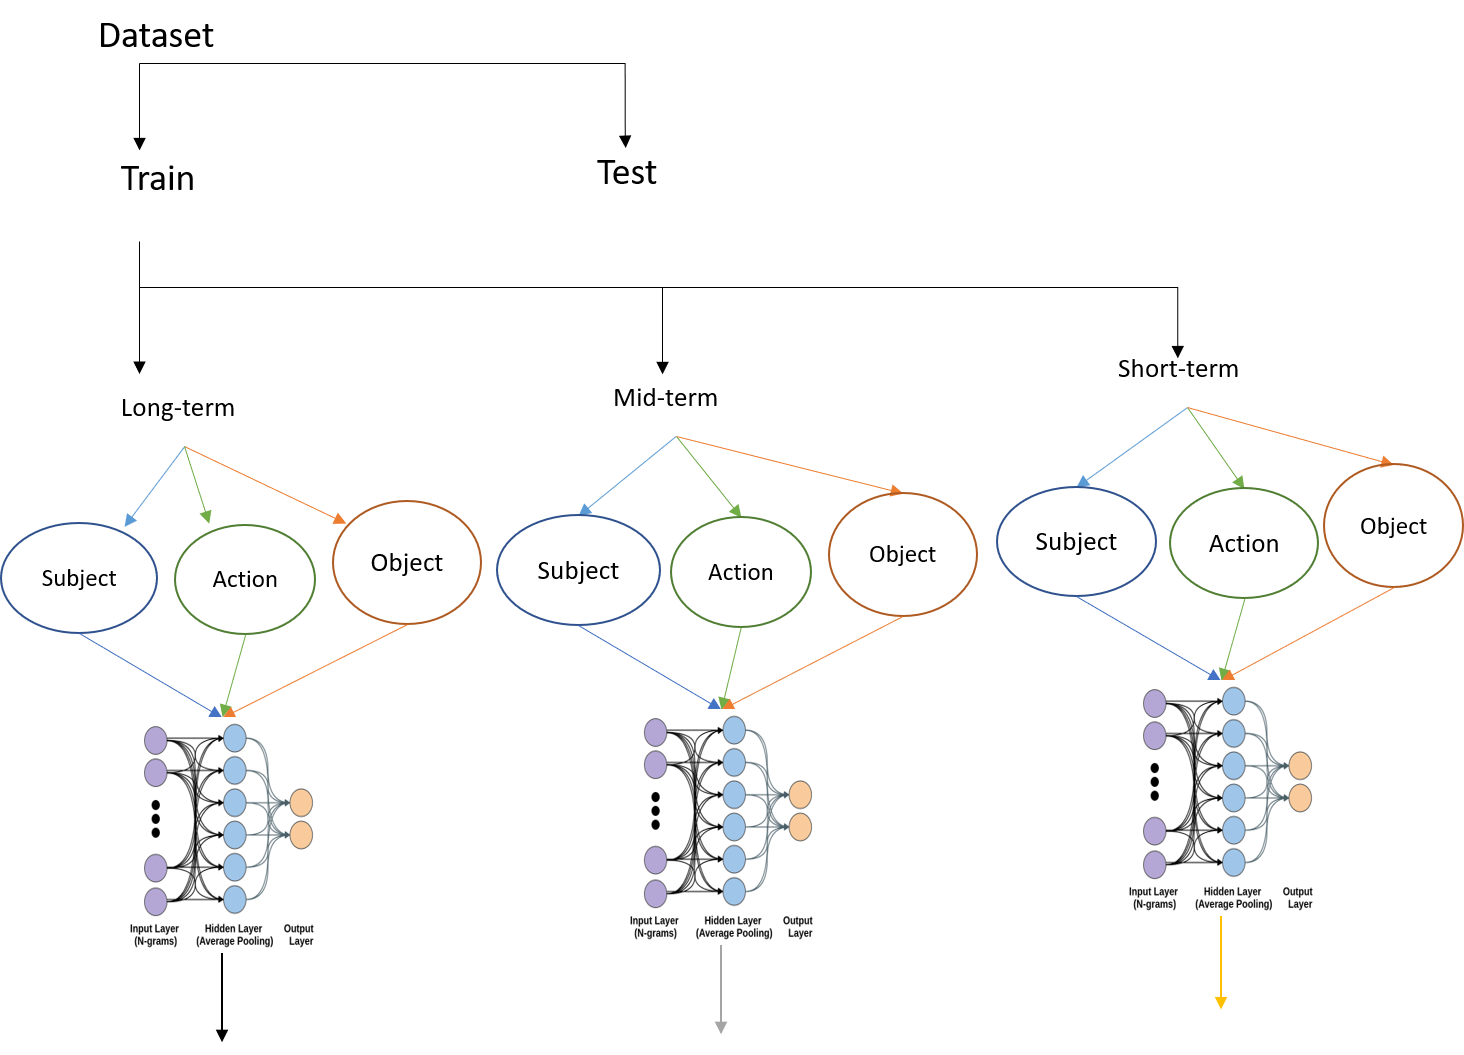 Dataset
Train
Test
Long-term
Mid-term
Short-term
Subject
Action
Object
Subject
Action
Object
Subject
Action
Object
Input Layer
(N-grams)
Hidden Layer
(Average Pooling)
Output
Layer
Input Layer
(N-grams)
Hidden Layer
(Average Pooling)
Output
Layer
Input Layer
(N-grams)
Hidden Layer
(Average Pooling)
Output
Layer